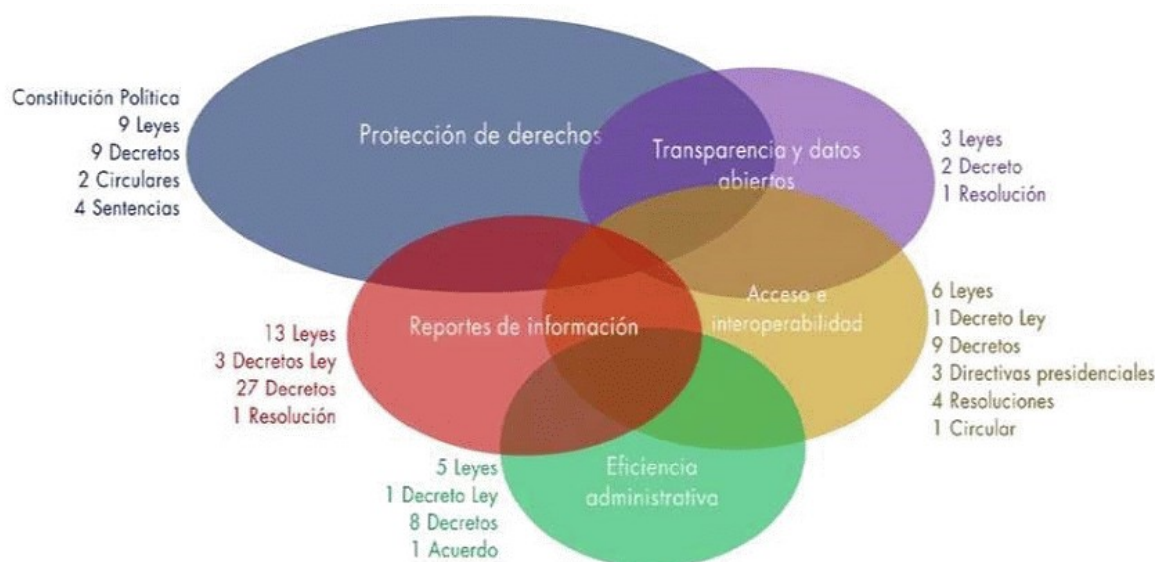 Constitución Política
9 Leyes
9 Decretos
2 Circulares
4 Sentencias
Protección de derechos
Transparencia y datos
abiertos
3 Leyes
2 Decreto
1 Resolución
13 Leyes
3 Decretos Ley
27 Decretos
1 Resolución
Reportes de información
Acceso e
interoperabilidad
6 Leyes
1 Decreto Ley
9 Decretos
3 Directivas presidenciales
4 Resoluciones
1 Circular
5 Leyes
1 Decreto Ley
8 Decretos
1 Acuerdo
Eficiencia
administrativa